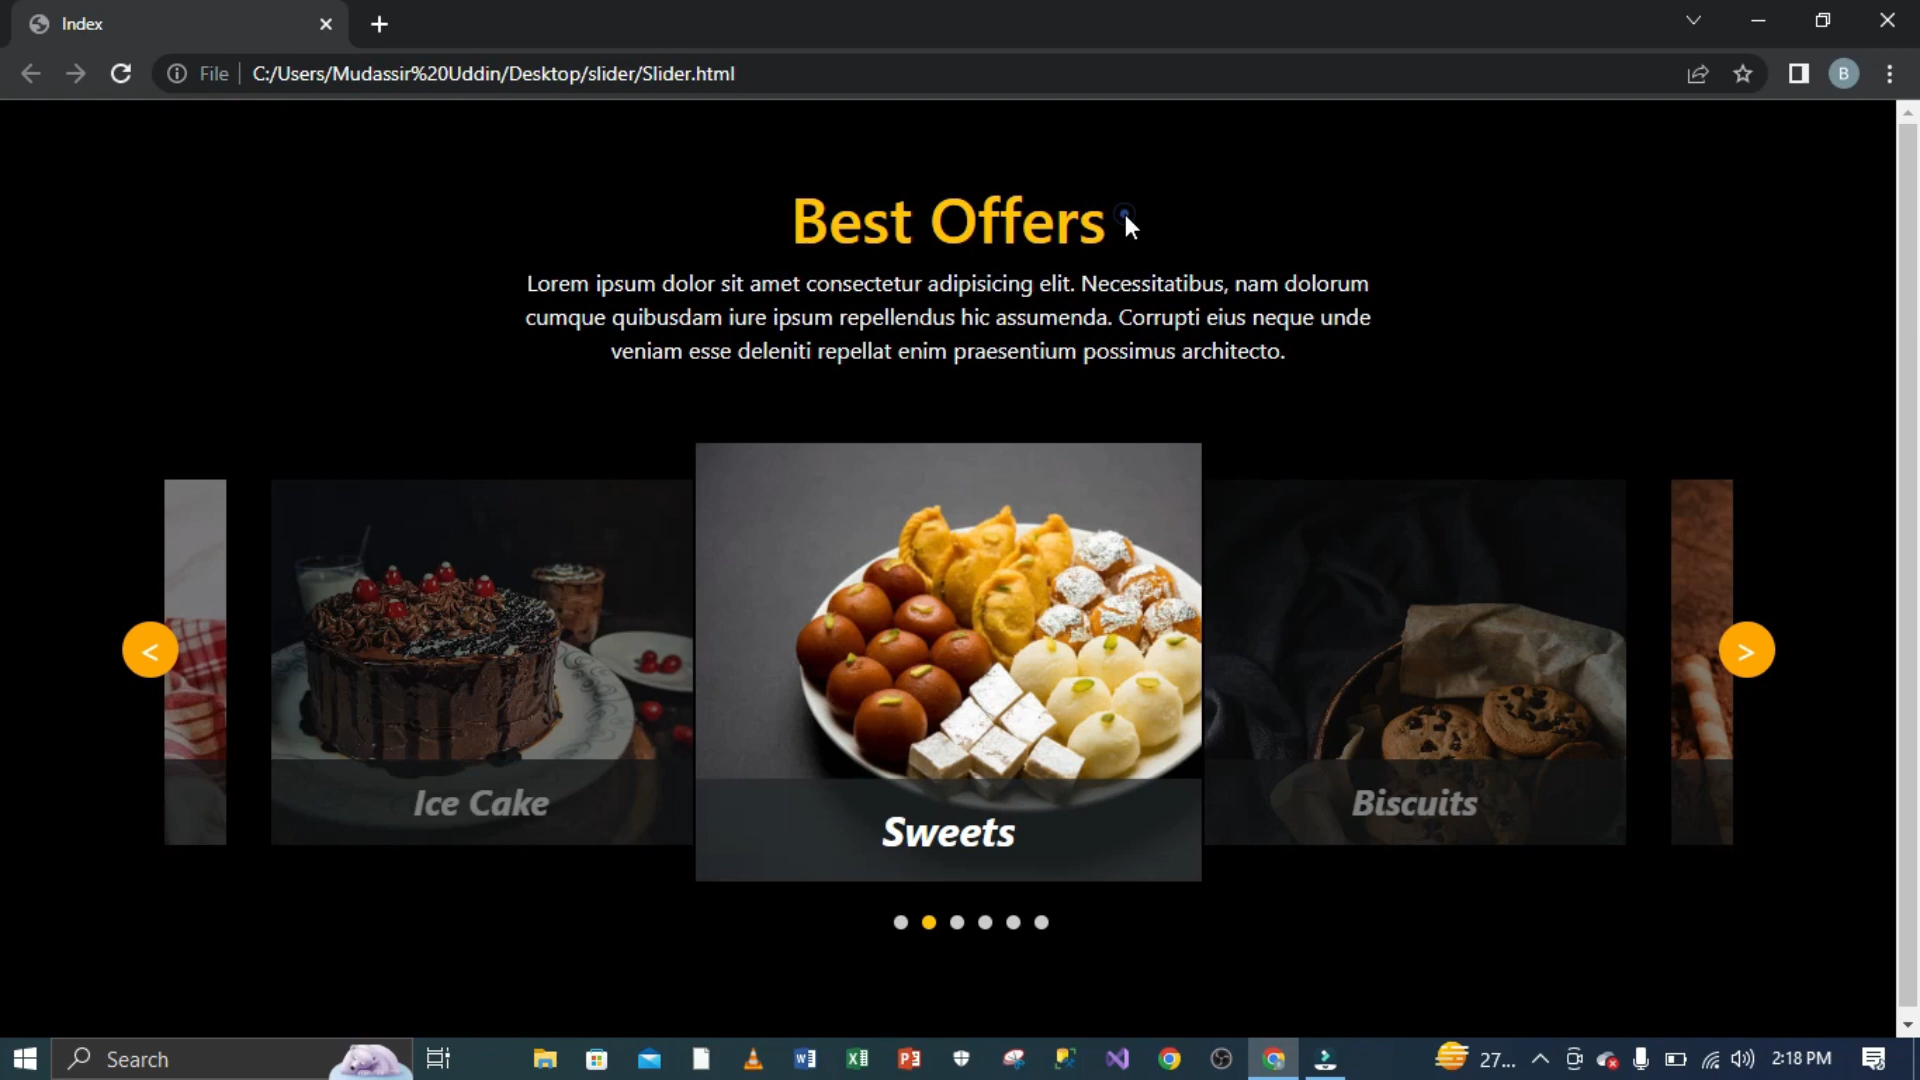 Index
File
C:/Users/Mudassir%20Uddin/Desktop/slider/Slider.html
B
Best Offers
Lorem ipsum dolor sit amet consectetur adipisicing elit. Necessitatibus, nam dolorum
cumque quibusdam iure ipsum repellendus hic assumenda. Corrupti eius neque unde
veniam esse deleniti repellat enim praesentium possimus architecto.
<
>
Ice Cake
Sweets
Biscuits
Search
27...
2:18 PM